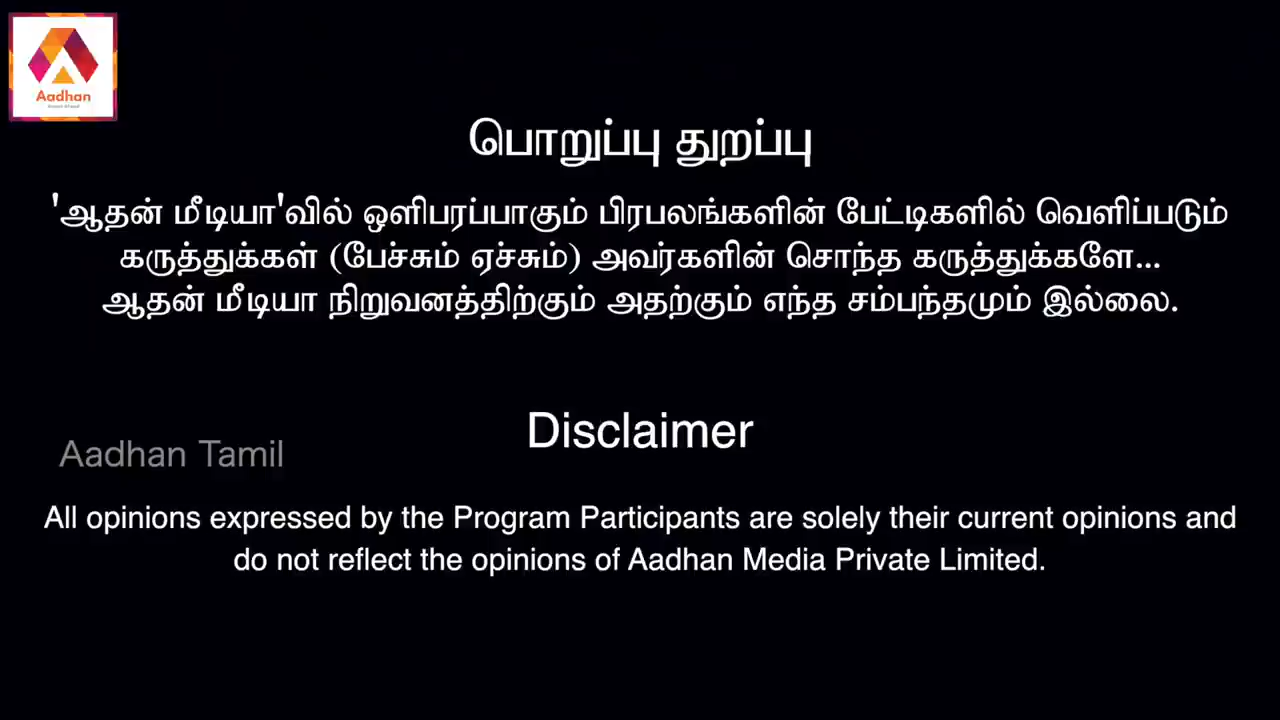 Aadhan
பொறுப்பு துறப்பு
'ஆதன் மீடியா'வில் ஒளிபரப்பாகும் பிரபலங்களின் பேட்டிகளில் வெளிப்படும்
கருத்துக்கள் (பேச்சும் ஏச்சும்) அவர்களின் சொந்த கருத்துக்களே...
ஆதன் மீடியா நிறுவனத்திற்கும் அதற்கும் எந்த சம்பந்தமும் இல்லை.
Disclaimer
Aadhan Tamil
All opinions expressed by the Program Participants are solely their current opinions and
do not reflect the opinions of Aadhan Media Private Limited.